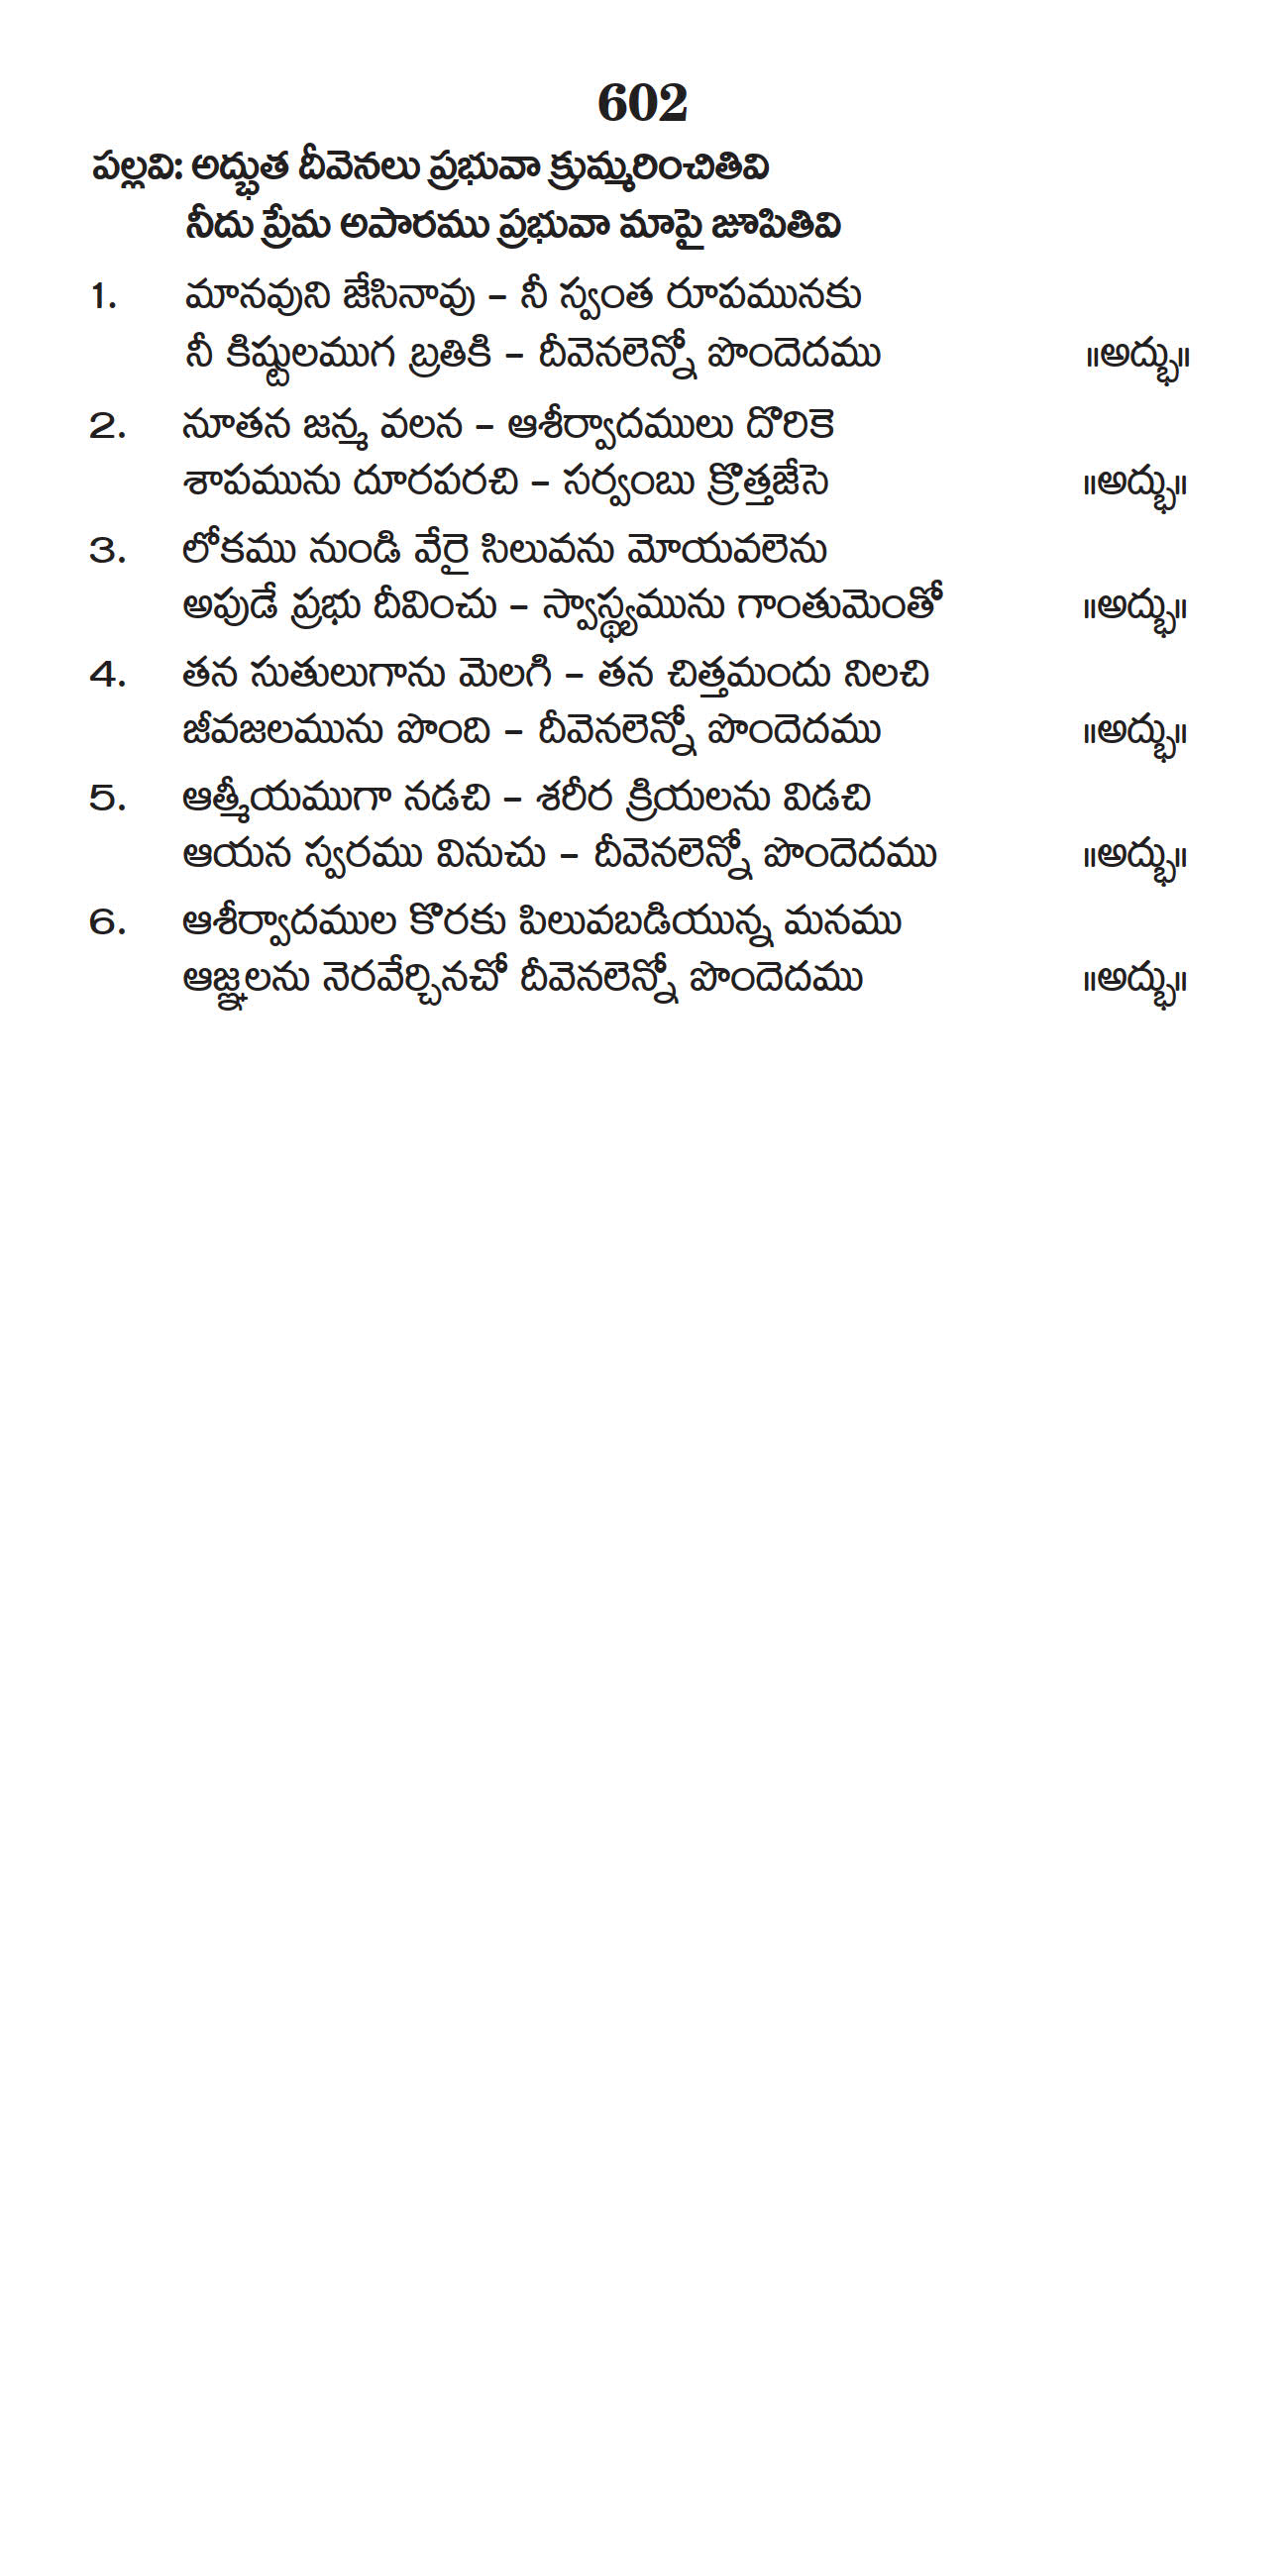 602
పల్లవి: అద్భుత దీవెనలు ప్రభువా క్రుమ్మరించితివి
నీదు ప్రేమ అపారము ప్రభువా మాపై జూపితివి
1. మానవుని జేసినావు – నీ స్వంత రూపమునకు
నీ కిష్టులముగ బ్రతికి – దీవెనలెన్నో పొందెదము ॥అద్భు॥
2. నూతన జన్మ వలన – ఆశీర్వాదములు దొరికె
శాపమును దూరపరచి – సర్వంబు క్రొత్తజేసె ॥అద్భు॥
3. లోకము నుండి వేరై సిలువను మోయవలెను
అపుడే ప్రభు దీవించు – స్వాస్థ్యమును గాంతుమెంతో ॥అద్భు॥
4. తన సుతులుగాను మెలగి – తన చిత్తమందు నిలచి
జీవజలమును పొంది – దీవెనలెన్నో పొందెదము ॥అద్భు॥
5. ఆత్మీయముగా నడచి – శరీర క్రియలను విడచి
ఆయన స్వరము వినుచు – దీవెనలెన్నో పొందెదము ॥అద్భు॥
6. ఆశీర్వాదముల కొరకు పిలువబడియున్న మనము
ఆజ్ఞలను నెరవేర్చినచో దీవెనలెన్నో పొందెదము ॥అద్భు॥